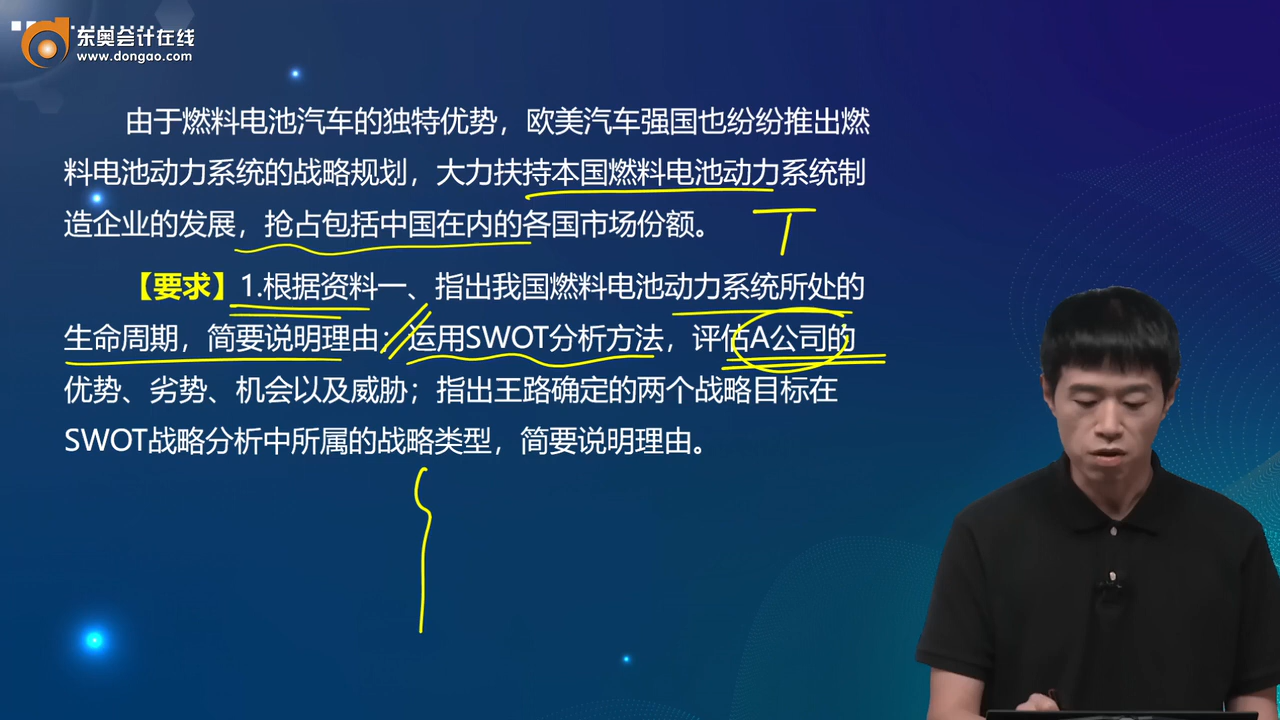 东奥会计在线
www.dongao.com
由于燃料电池汽车的独特优势，欧美汽车强国也纷纷推出燃
料电池动力系统的战略规划，大力扶持本国燃料电池动力系统制
造企业的发展，抢占包括中国在内的各国市场份额。
T
【要求】1.根据资料一、指出我国燃料电池动力系统所处的
生命周期，简要说明理由；运用SWOT分析方法，评估A公司的
优势、劣势、机会以及威胁；指出王路确定的两个战略目标在
SWOT战略分析中所属的战略类型，简要说明理由。